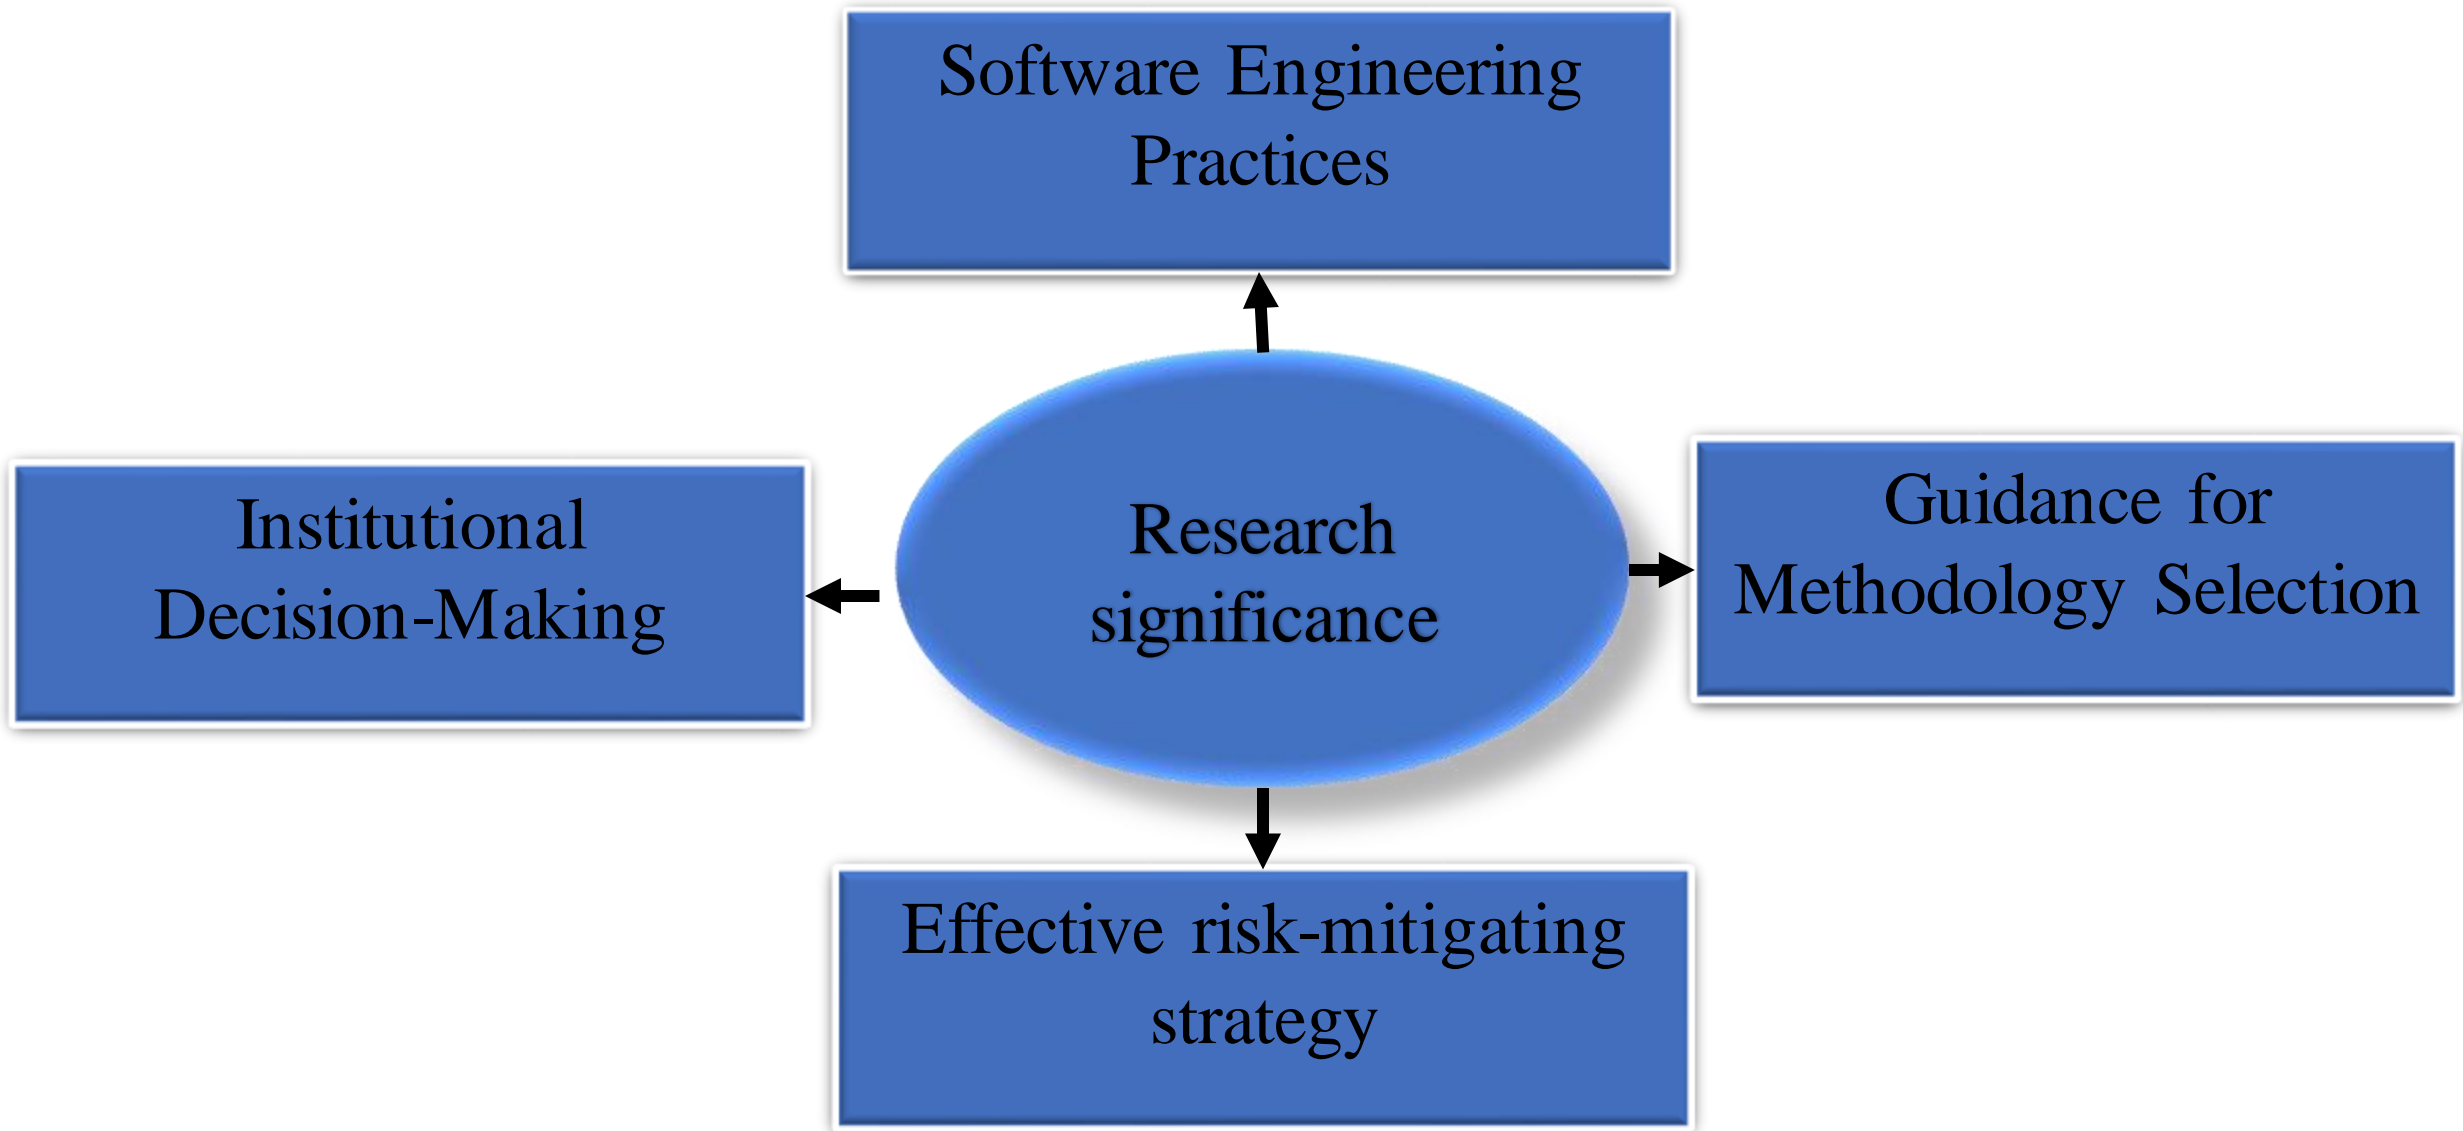 Software Engineering
Practices
Institutional
Decision-Making
Research
significance
Guidance for
Methodology Selection
Effective risk-mitigating
strategy